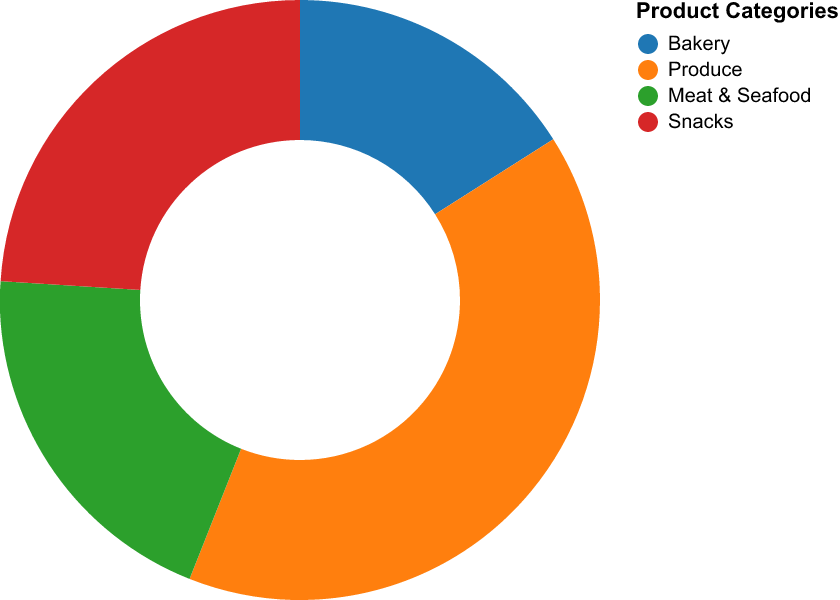 Product Categories
Bakery
Produce
Meat & Seafood
Snacks